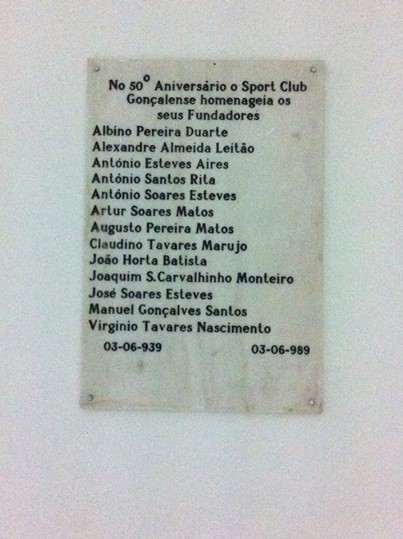 No 50º Aniversário o Sport Club
Gonçalense homenageia os
seus Fundadores
Albino Pereira Duarte
Alexandre Almeida Leitão
António Esteves Aires
António Santos Rita
António Soares Esteves
Artur Soares Matos
Augusto Pereira Matos
Claudino Tavares Marujo
João Horta Batista
Joaquim S.Carvalhinho Monteiro
José Soares Esteves
Manuel Gonçalves Santos
Virginio Tavares Nascimento
03-06-939 03-06-989